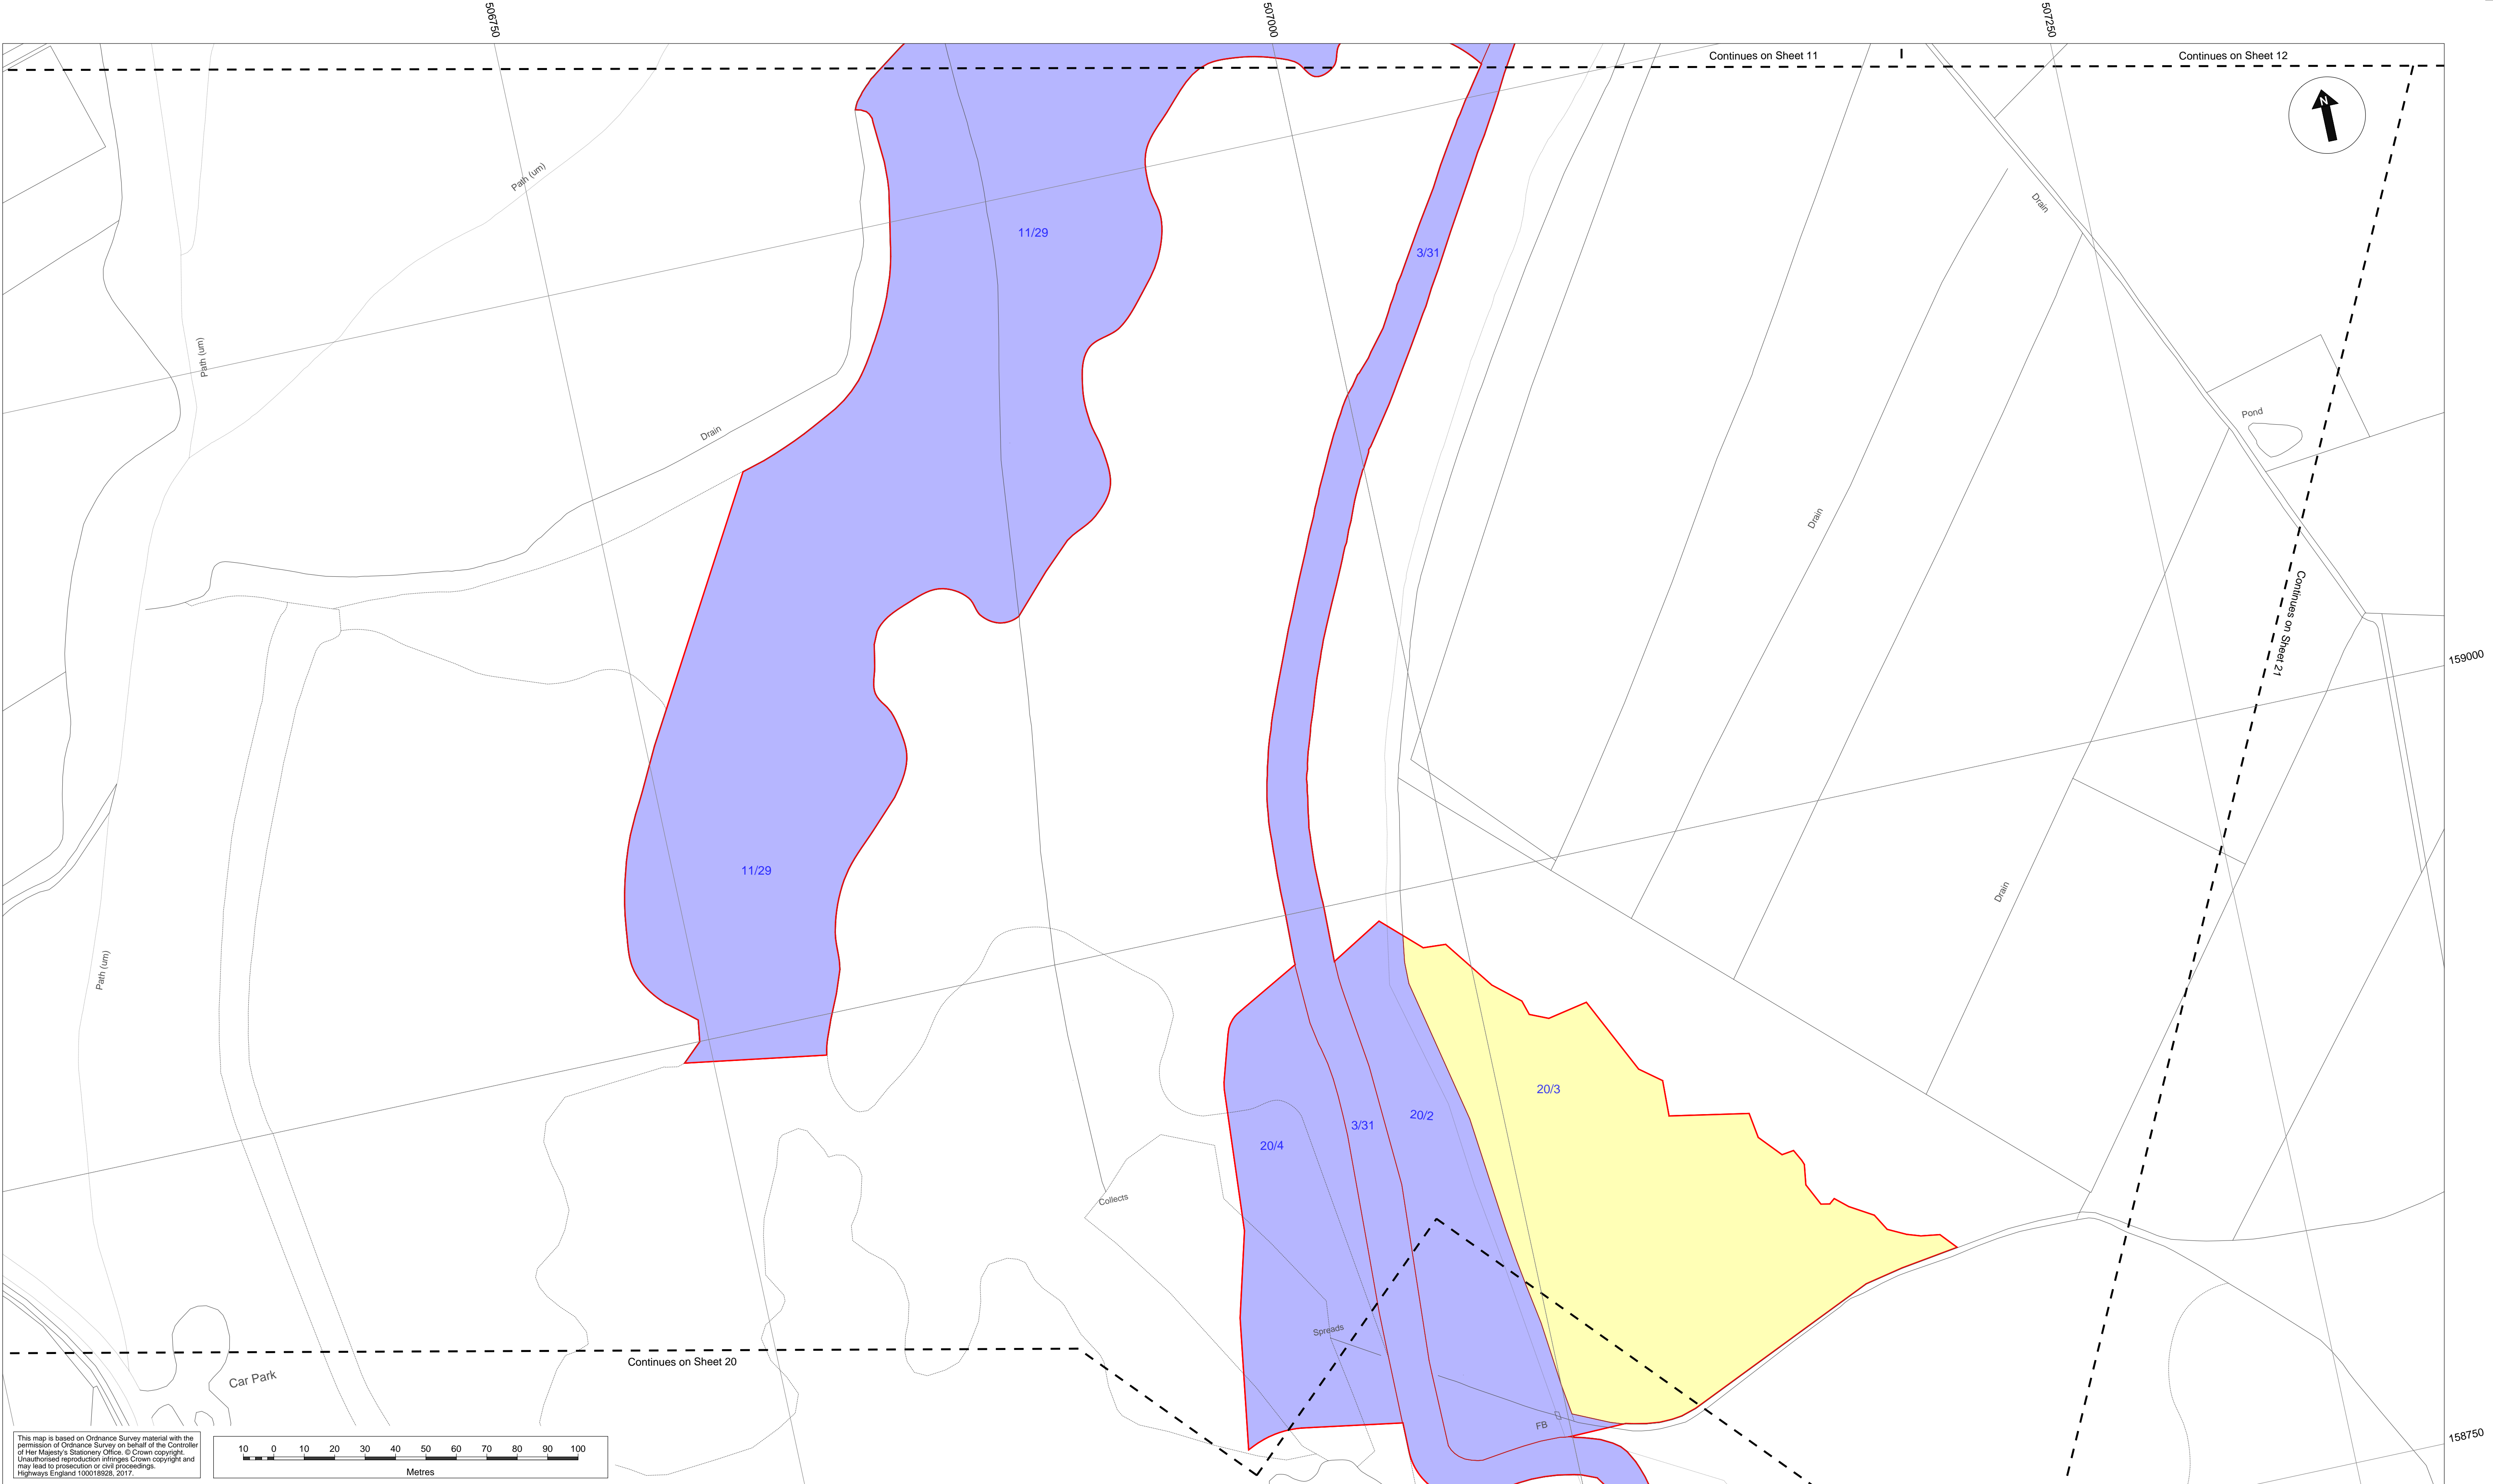 506750
507000
507250
Continues on Sheet 11
Continues on Sheet 12
N
Path (um)
Drain
11/29
3/31
Path (um)
Pond
Drain
Drain
Continues on Sheet 21
159000
11/29
Drain
Path (um)
20/3
20/2
3/31
20/4
Collects
Spreads
Continues on Sheet 20
Car Park
FB
158750
This map is based on Ordnance Survey material with the
permission of Ordnance Survey on behalf of the Controller
of Her Majesty's Stationery Office. © Crown copyright.
Unauthorised reproduction infringes Crown copyright and
may lead to prosecution or civil proceedings.
Highways England 100018928, 2017.
10 0 10 20 30 40 50 60 70 80 90 100
Metres